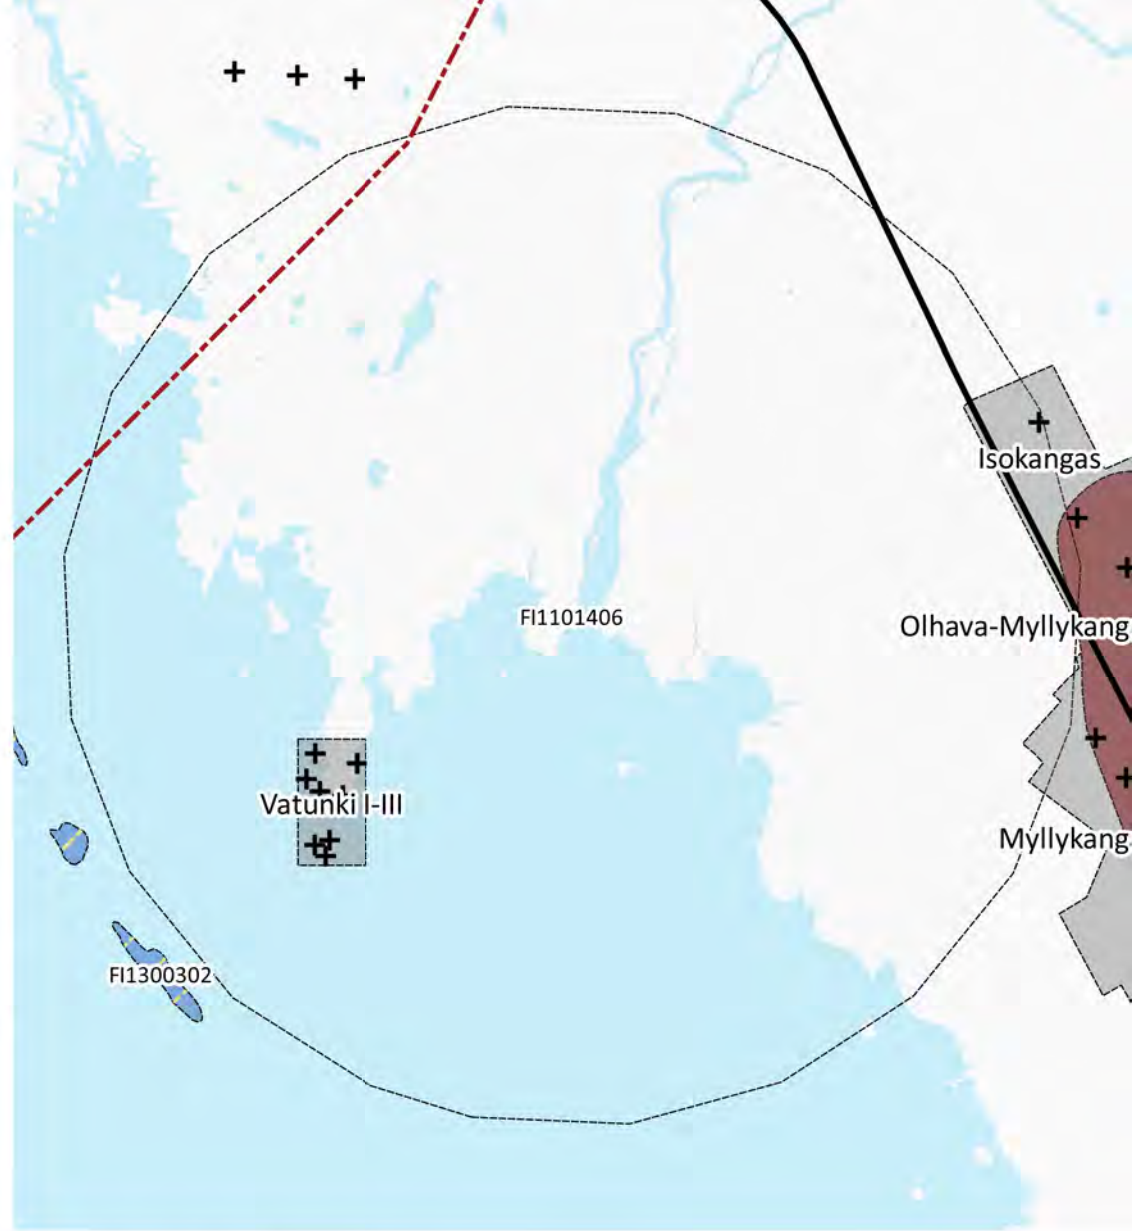 Isokangas
FI1101406
Olhava-Myllykang
Vatunki I-III
Myllykang
FI1300302